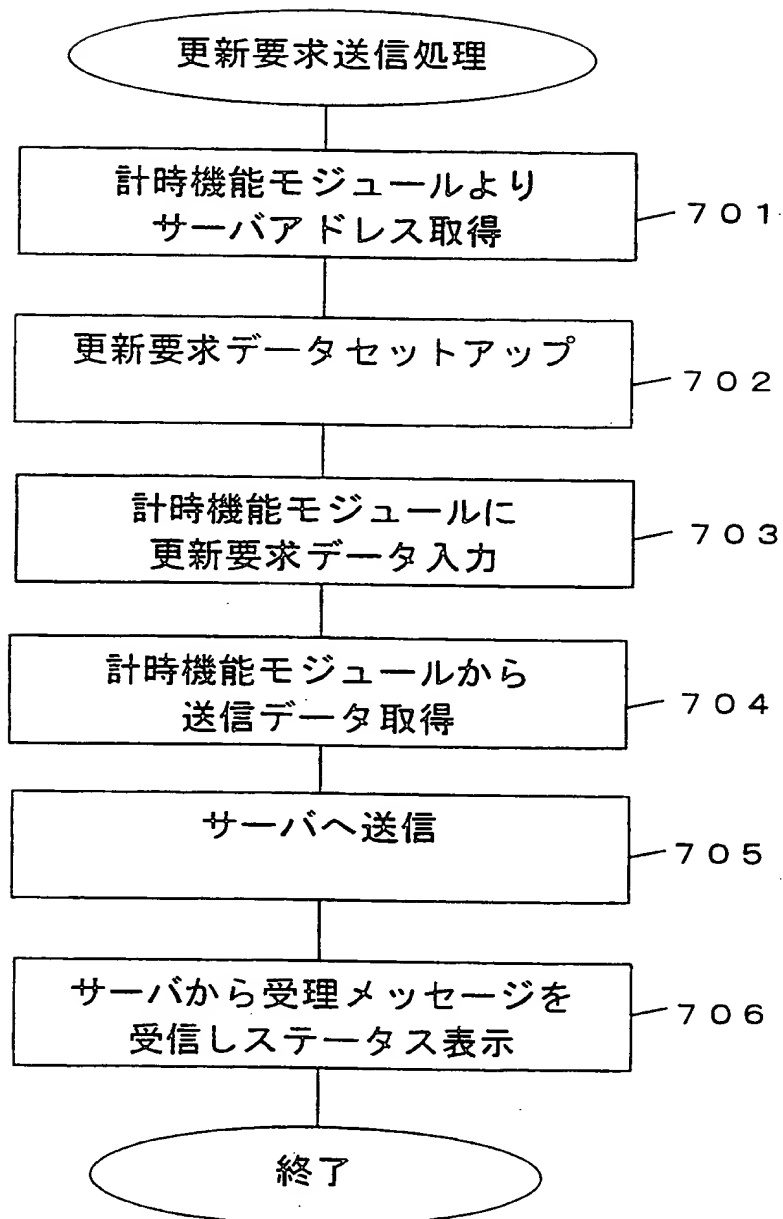 更新要求送信処理
計時機能モジュールより
サーバアドレス取得
701
更新要求データセットアップ
702
計時機能モジュールに
更新要求データ入力
703
計時機能モジュールから
送信データ取得
704
サーバへ送信
705
サーバから受理メッセージを
受信しステータス表示
706
終了